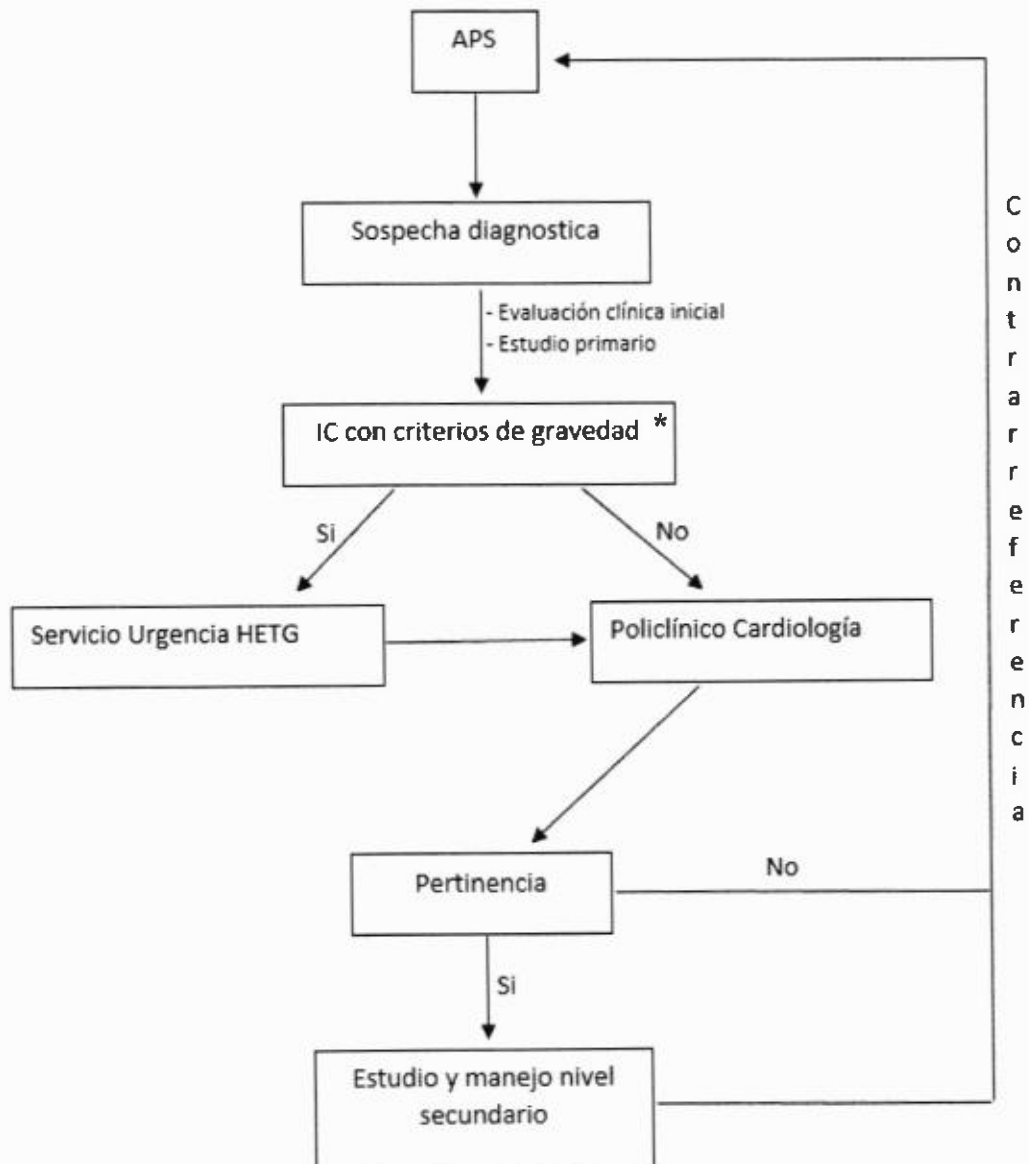 APS
Sospecha diagnostica
- Evaluación clínica inicial
- Estudio primario
IC con criterios de gravedad *
Si
No
Servicio Urgencia HETG
Policlínico Cardiología
Pertinencia
No
Si
Estudio y manejo nivel
secundario
Contrarreferencia